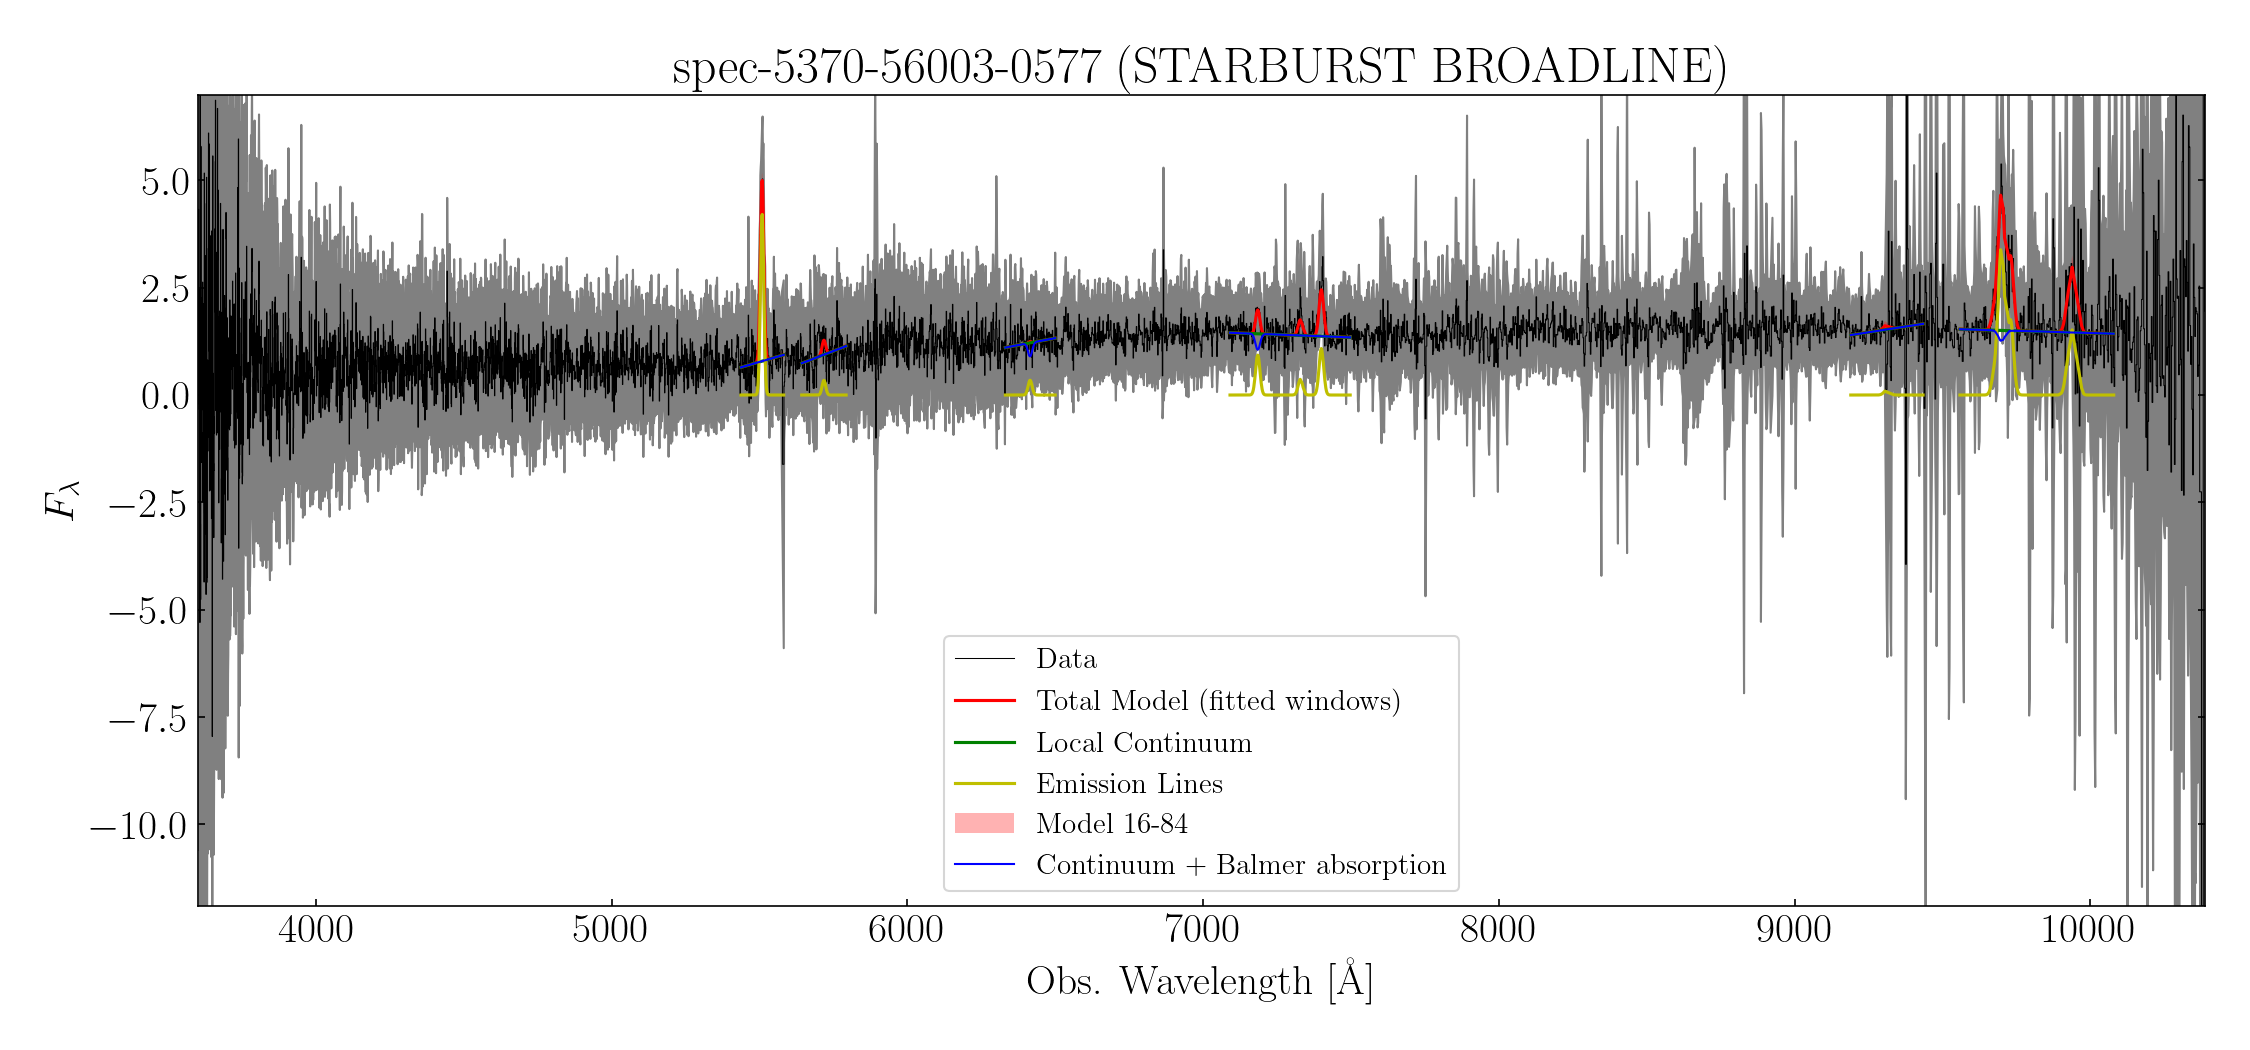 spec-5370-56003-0577 (STARBURST BROADLINE)
5.0
2.5
0.0
−2.5
−5.0
−7.5
−10.0
Fλ
Data
Total Model (fitted windows)
Local Continuum
Emission Lines
Model 16-84
Continuum + Balmer absorption
4000 5000 6000 7000 8000 9000 10000
Obs. Wavelength [Å]